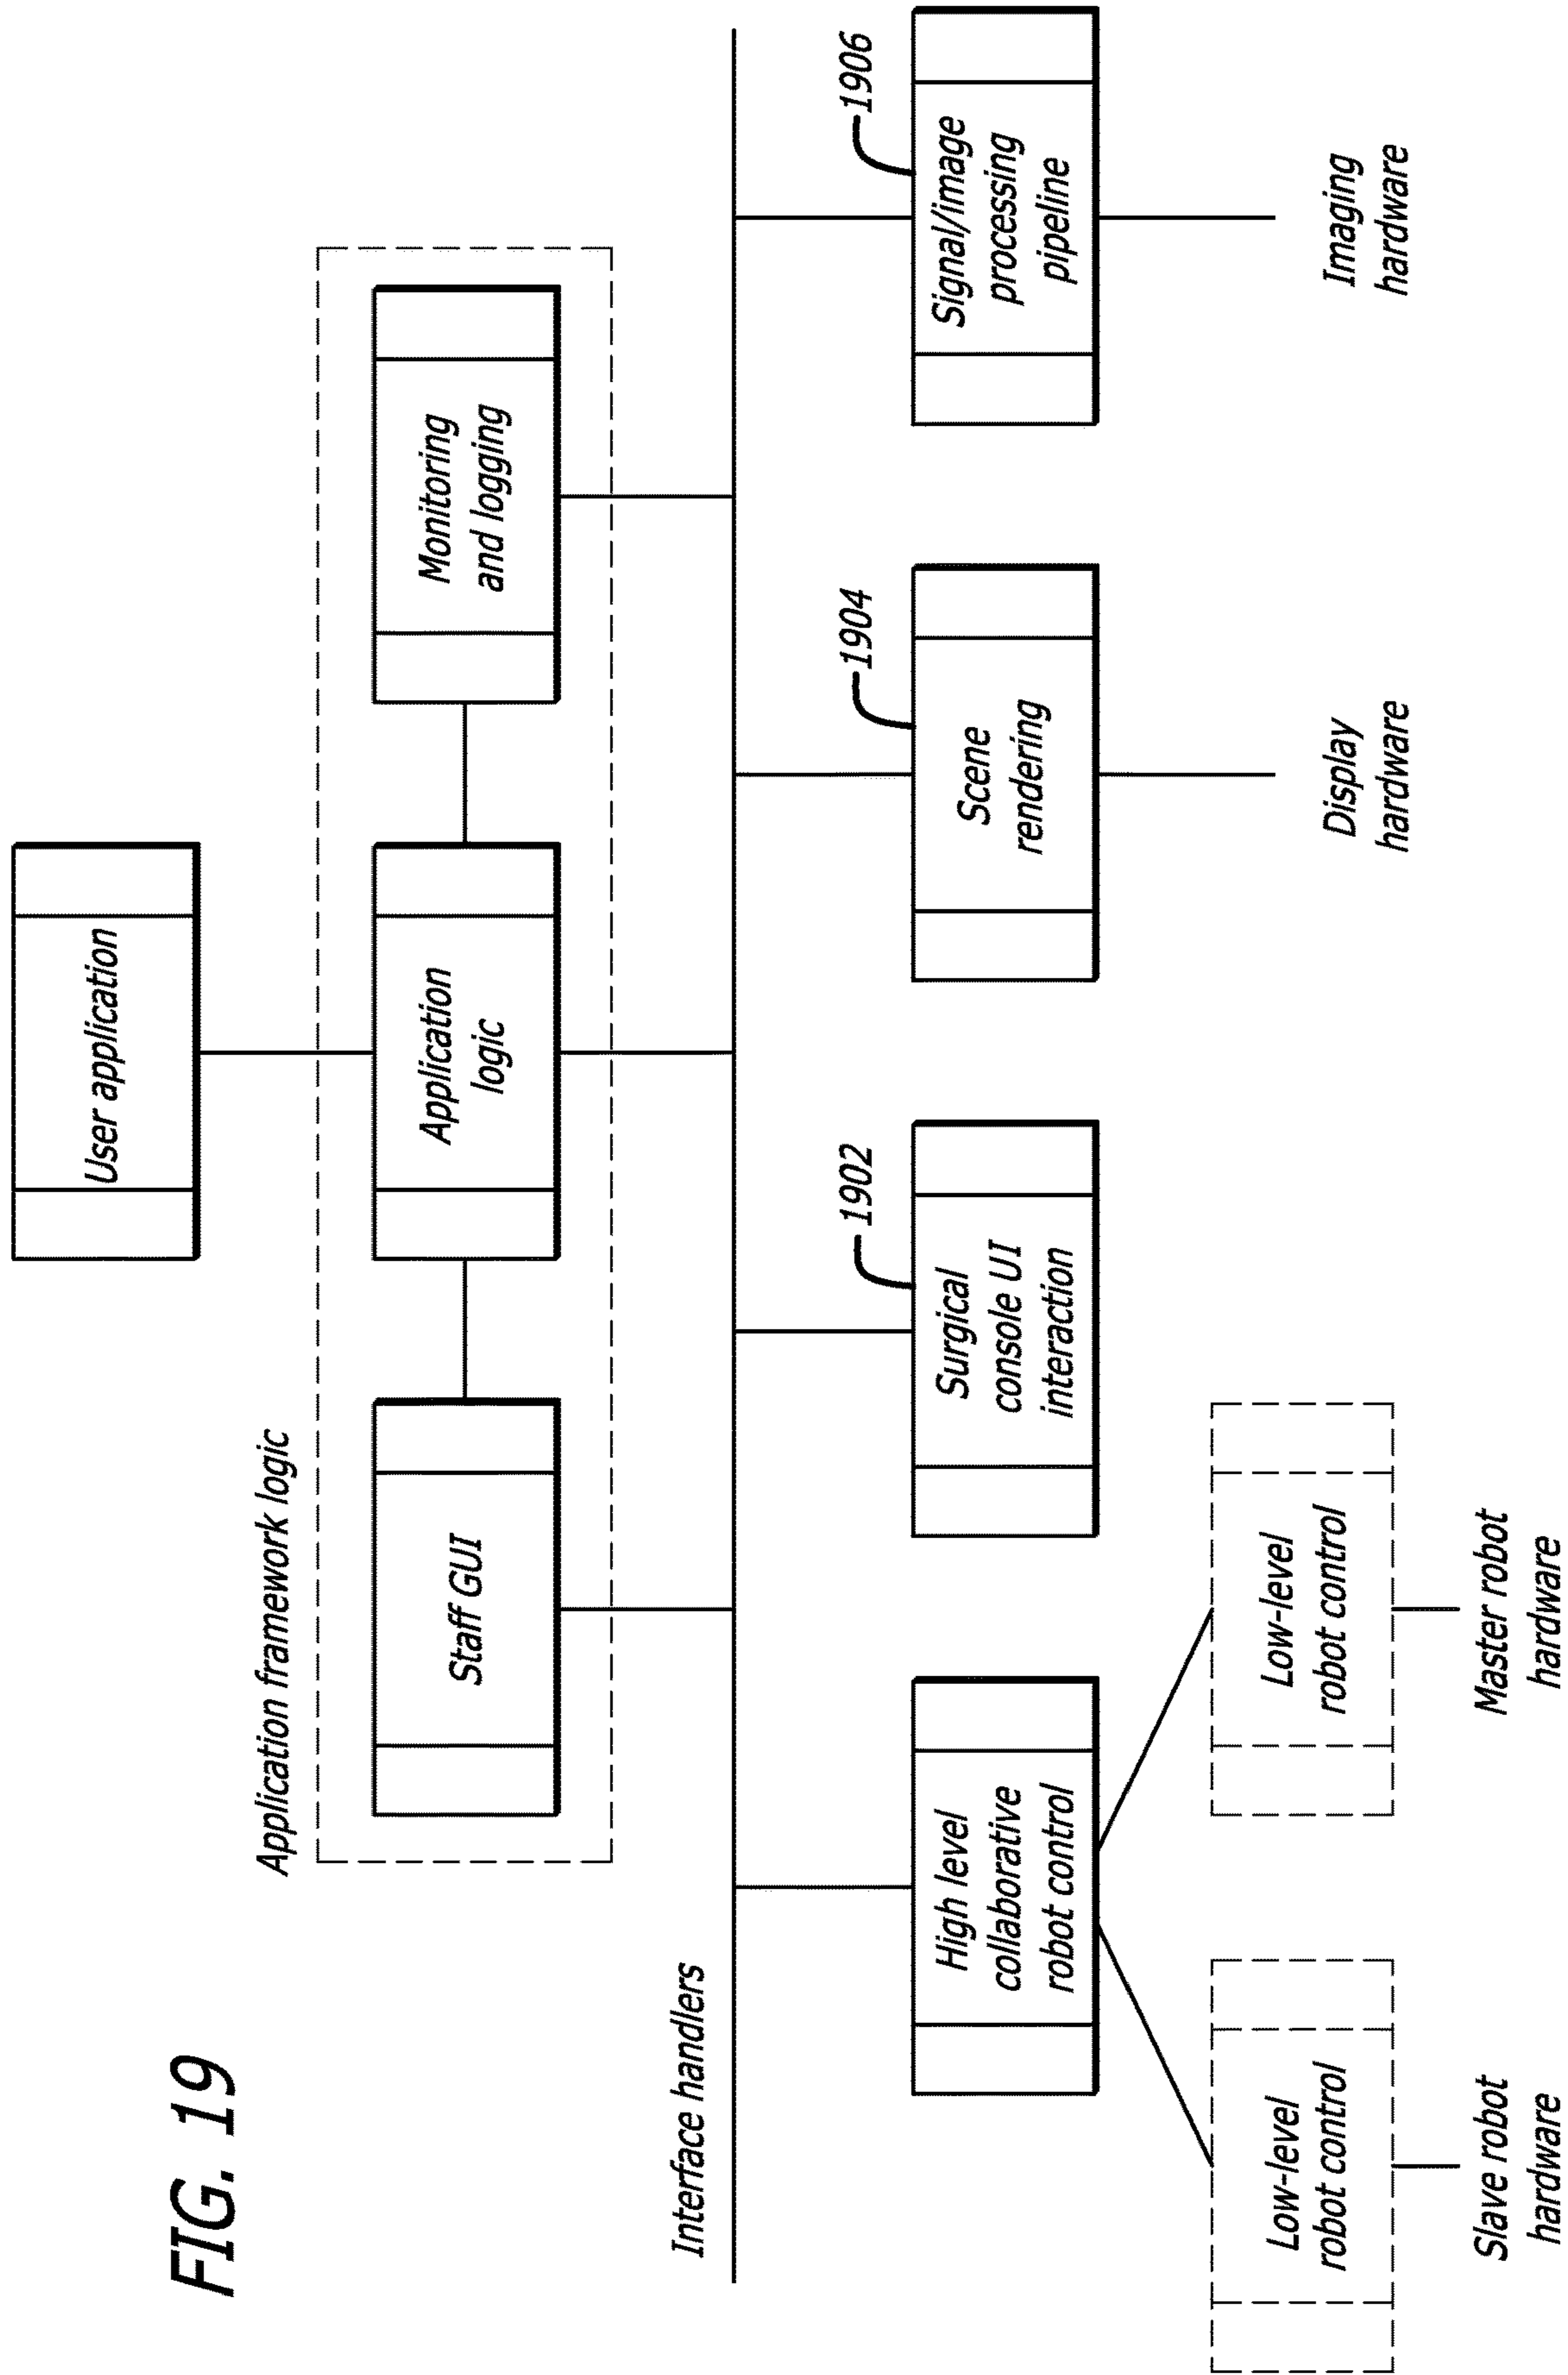 FIG. 19
User application
Application framework logic
Staff GUI
Application
logic
Monitoring
and logging
Interface handlers
High level
collaborative
robot control
1902
Surgical
console UI
interaction
1904
Scene
rendering
1906
Signal/image
processing
pipeline
Low-level
robot control
Low-level
robot control
Display
hardware
Imaging
hardware
Slave robot
hardware
Master robot
hardware